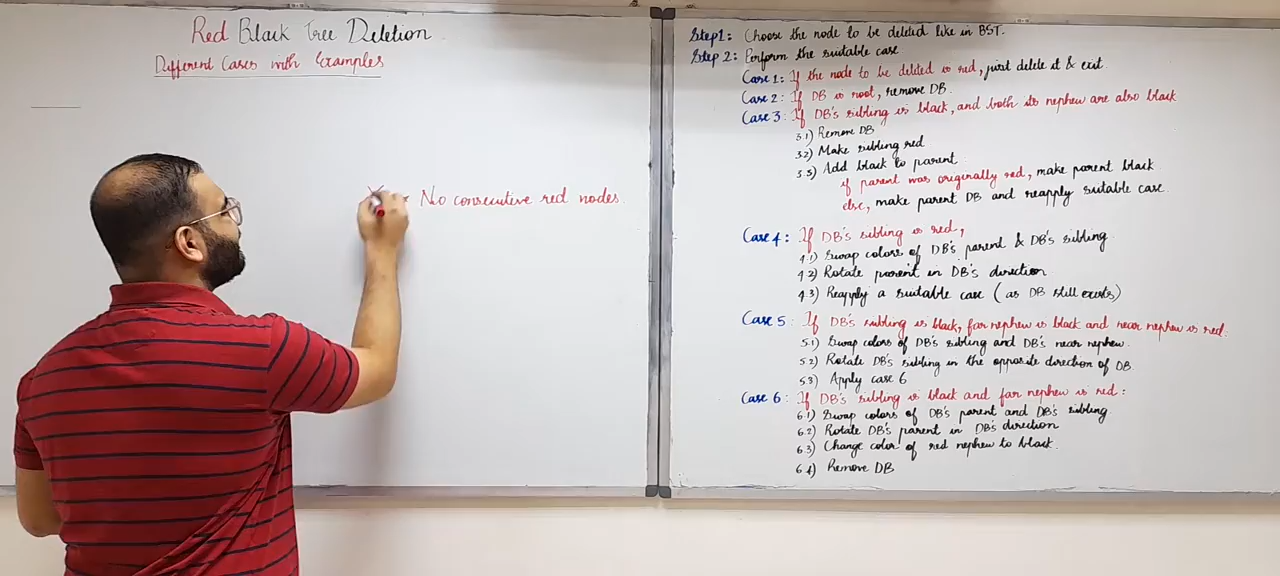 Red Black Tree Deletion
Different Cases with Examples
No consecutive red nodes.
Step1: Choose the node to be deleted like in BST.
Step 2: Perform the suitable case
Case 1: If the node to be deleted is red, just delete it & exit.
Case 2: If DB is root, remove DB.
Case 3: If DB's sibling is black, and both its nephew are also black
3.1) Remove DB
3.2) Make sibling red
3.3) Add black to parent.
if parent was originally red, make parent black.
else, make parent DB and reapply suitable case.
Case 4: If DB's sibling is red,
4.1) Swap colors of DB's parent & DB's sibling.
4.2) Rotate parent in DB's direction
4.3) Reapply a suitable case (as DB still exists)
Case 5: If DB's sibling is black, far nephew is black and near nephew is red:
5.1) Swap colors of DB's sibling and DB's near nephew.
5.2) Rotate DB's sibling in the opposite direction of DB.
5.3) Apply case 6
Case 6: If DB's sibling is black and far nephew is red:
6.1) Swap colors of DB's parent and DB's sibling
6.2) Rotate DB's parent in DB's direction
6.3) Change color of red nephew to black.
6.4) Remove DB